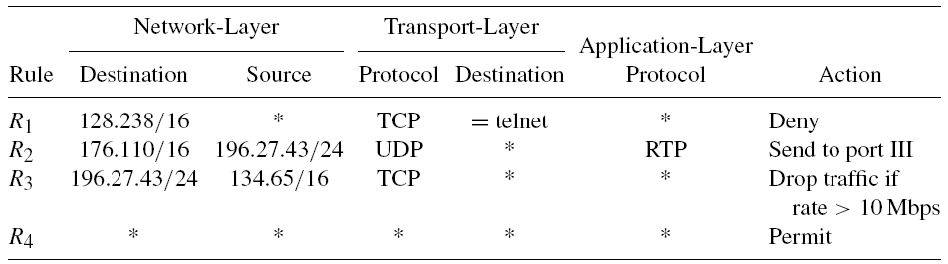 Network-Layer Transport-Layer
Application-Layer
Rule Destination Source Protocol Destination Protocol Action
R1 128.238/16 * TCP = telnet * Deny
R2 176.110/16 196.27.43/24 UDP * RTP Send to port III
R3 196.27.43/24 134.65/16 TCP * * Drop traffic if
rate > 10 Mbps
R4 * * * * * Permit